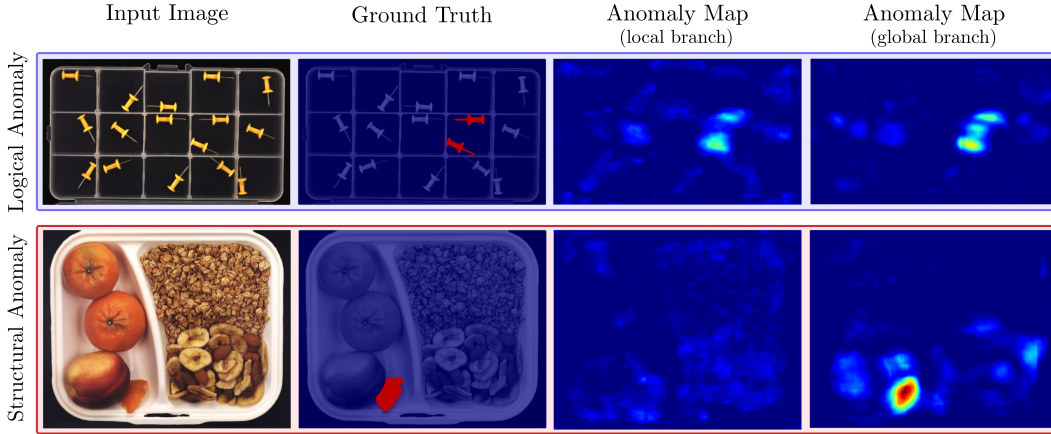 Input Image
Ground Truth
Anomaly Map
(local branch)
Anomaly Map
(global branch)
Logical Anomaly
Structural Anomaly